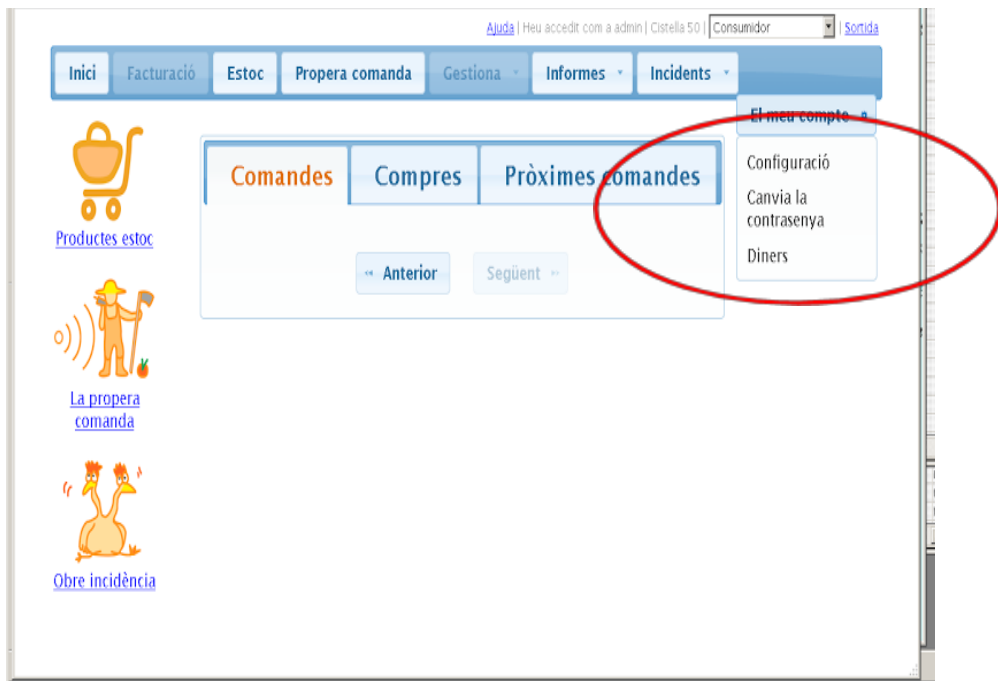 Ajuda | Heu accedit com a admin | Cistella 50 | Consumidor | Sortida
Inici Facturació Estoc Propera comanda Gestiona Informes Incidents
El meu compte
Configuració
Canvia la
contrasenya
Diners
Comandes Compres Pròximes comandes
« Anterior Següent »
Productes estoc
La propera
comanda
Obre incidència